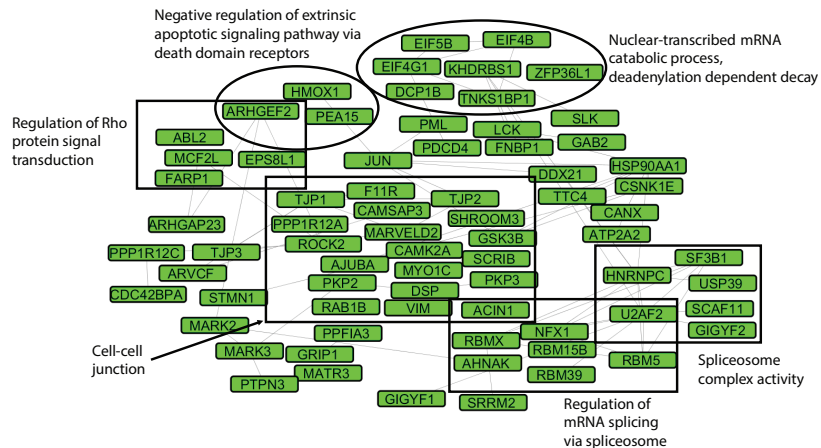 Negative regulation of extrinsic
apoptotic signaling pathway via
death domain receptors
EIF5B
EIF4B
EIF4G1
KHDRBS1
ZFP36L1
DCP1B
TNKS1BP1
Nuclear-transcribed mRNA
catabolic process,
deadenylation dependent decay
HMOX1
ARHGEF2
PEA15
Regulation of Rho
protein signal
transduction
ABL2
MCF2L
EPS8L1
FARP1
PML
LCK
SLK
PDCD4
FNBP1
GAB2
JUN
DDX21
HSP90AA1
CSNK1E
TTC4
CANX
ATP2A2
TJP1
F11R
TJP2
CAMSAP3
PPP1R12A
SHROOM3
MARVELD2
ROCK2
GSK3B
CAMK2A
AJUBA
SCRIB
MYO1C
PKP2
PKP3
DSP
RAB1B
VIM
ACIN1
ARHGAP23
PPP1R12C
TJP3
ARVCF
CDC42BPA
STMN1
MARK2
PPFIA3
MARK3
GRIP1
MATR3
PTPN3
Cell-cell
junction
SF3B1
HNRNPC
USP39
U2AF2
SCAF11
GIGYF2
NFX1
RBMX
RBM15B
AHNAK
RBM5
RBM39
GIGYF1
SRRM2
Spliceosome
complex activity
Regulation of
mRNA splicing
via spliceosome